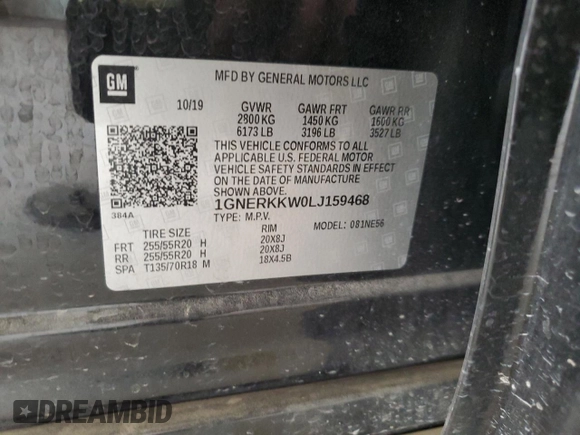 GM
MFD BY GENERAL MOTORS LLC
10/19 GVWR GAWR FRT GAWR RR
2800 KG 1450 KG 1600 KG
6173 LB 3196 LB 3527 LB
THIS VEHICLE CONFORMS TO ALL
APPLICABLE U.S. FEDERAL MOTOR
VEHICLE SAFETY STANDARDS IN EFFECT
ON THE DATE OF MANUFACTURE
SHOWN ABOVE.
384A
1GNERKKW0LJ159468
TYPE: M.P.V. MODEL: 081NE56
TIRE SIZE RIM
FRT 255/55R20 H 20X8J
RR 255/55R20 H 20X8J
SPA T135/70R18 M 18X4.5B
DREAMBID